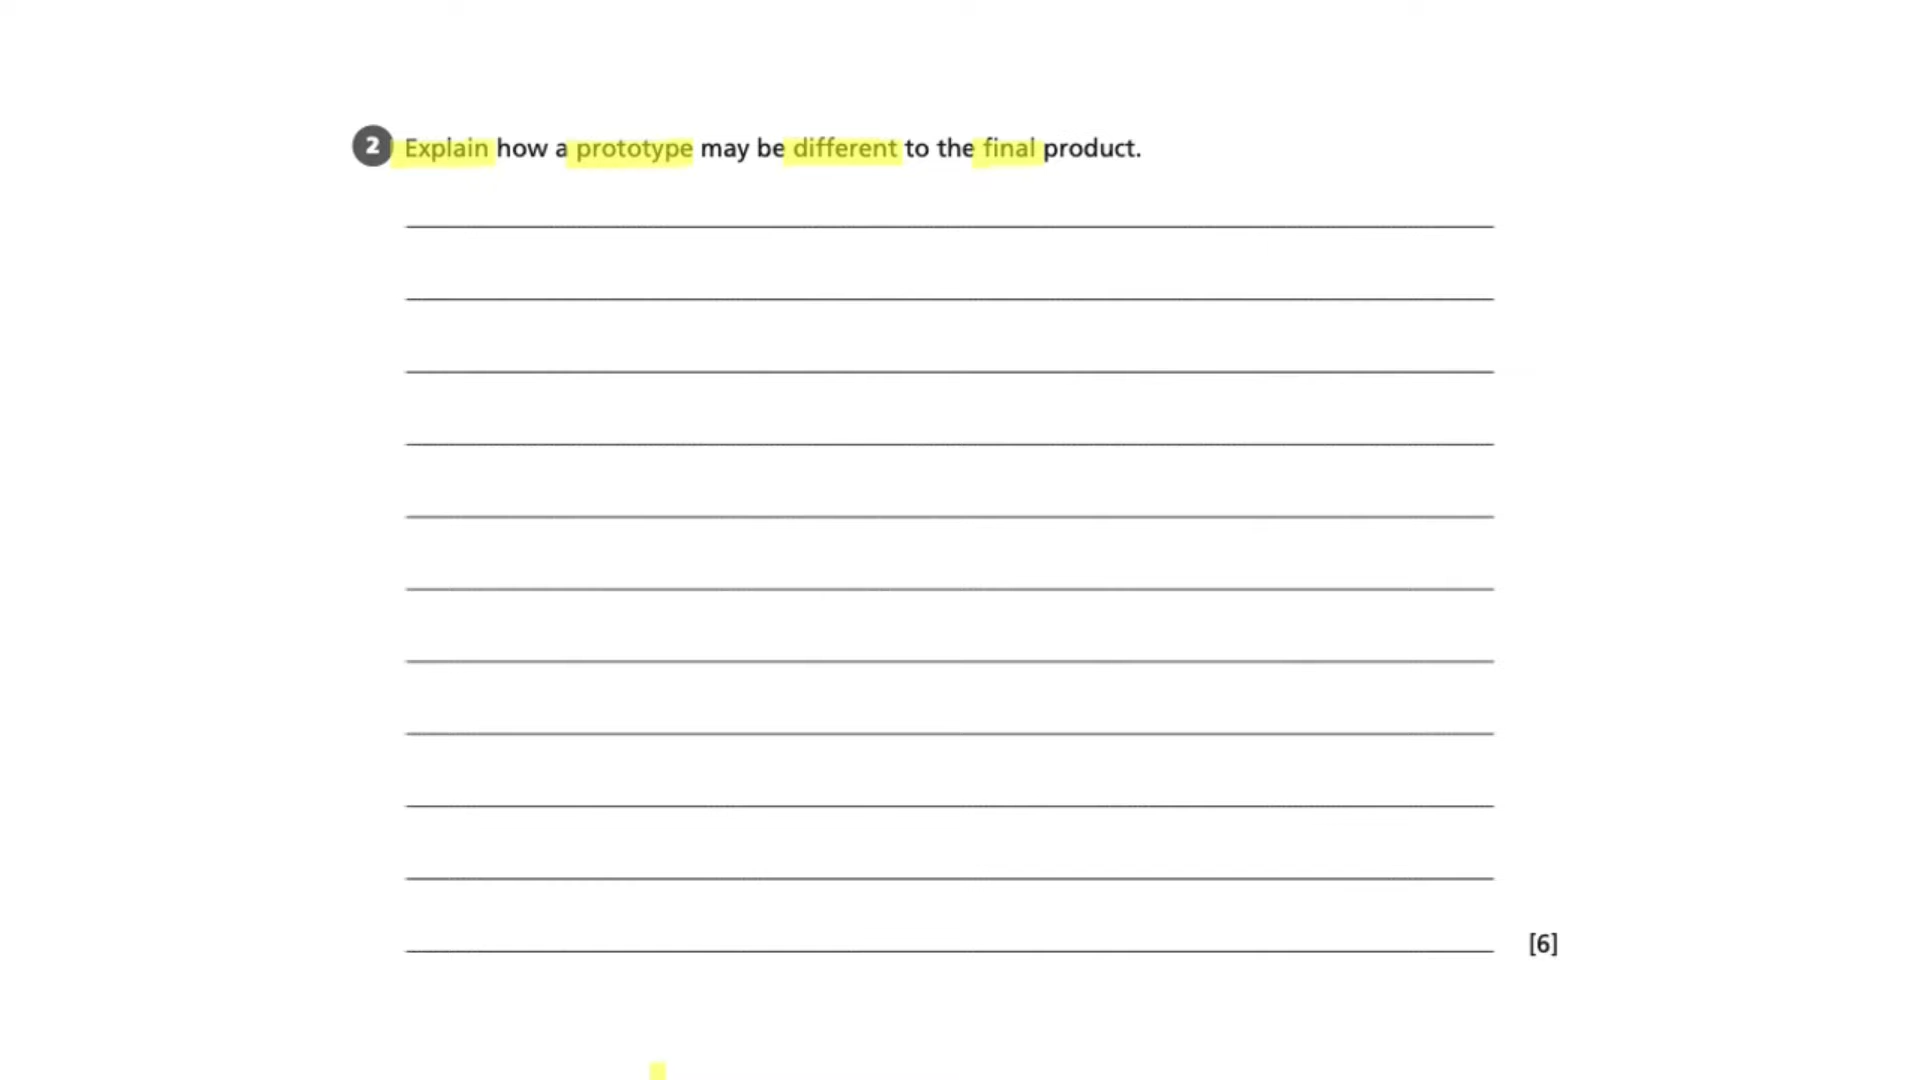 2 Explain how a prototype may be different to the final product.
[6]